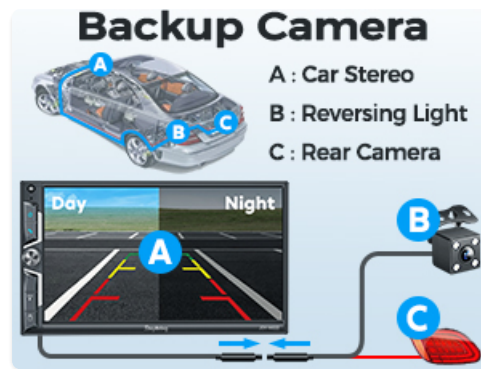 Backup Camera
A
A : Car Stereo
B
C
B : Reversing Light
C : Rear Camera
Day
Night
A
B
C